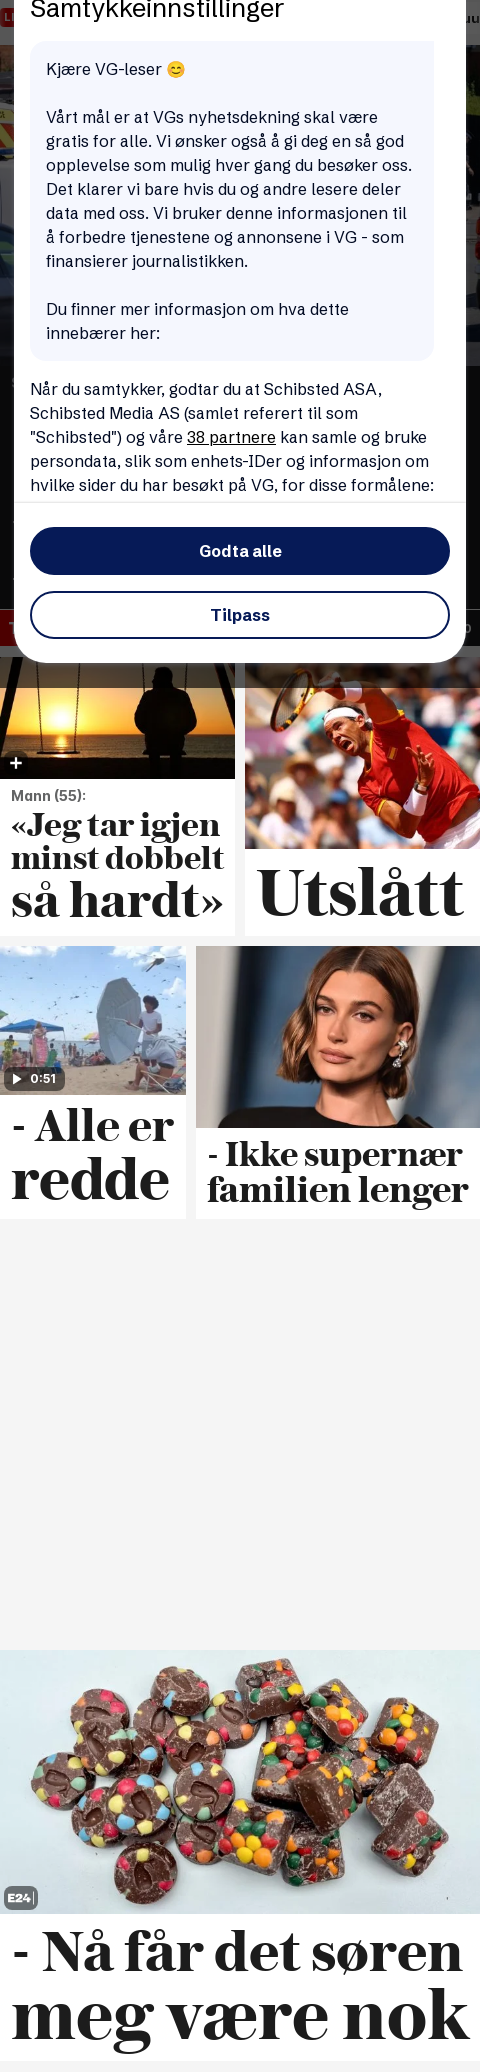 Samtykkeinnstillinger
Kjære VG-leser 😊
Vårt mål er at VGs nyhetsdekning skal være
gratis for alle. Vi ønsker også å gi deg en så god
opplevelse som mulig hver gang du besøker oss.
Det klarer vi bare hvis du og andre lesere deler
data med oss. Vi bruker denne informasjonen til
å forbedre tjenestene og annonsene i VG - som
finansierer journalistikken.
Du finner mer informasjon om hva dette
innebærer her:
Når du samtykker, godtar du at Schibsted ASA,
Schibsted Media AS (samlet referert til som
"Schibsted") og våre 38 partnere kan samle og bruke
persondata, slik som enhets-IDer og informasjon om
hvilke sider du har besøkt på VG, for disse formålene:
Godta alle
Tilpass
Mann (55):
«Jeg tar igjen
minst dobbelt
så hardt»
Utslått
0:51
- Alle er
redde
- Ikke supernær
familien lenger
E24
- Nå får det søren
meg være nok